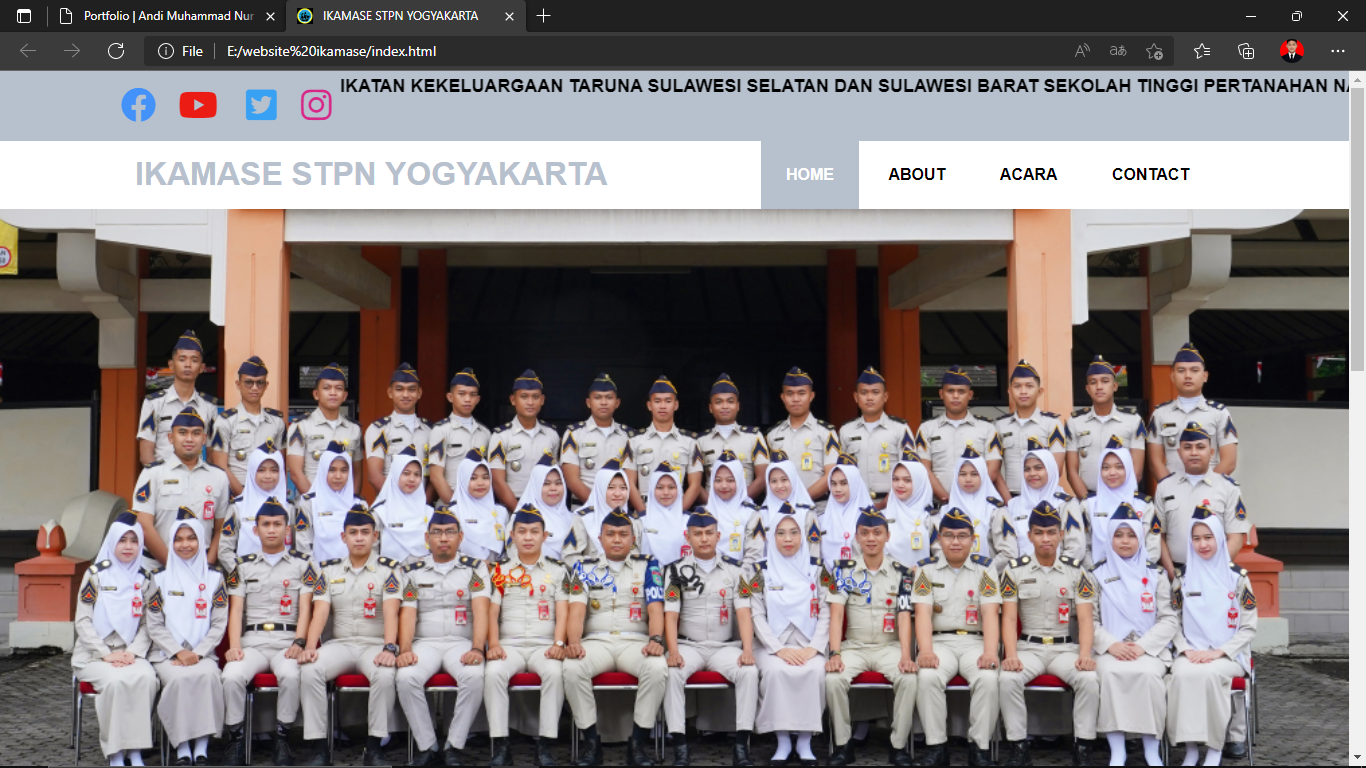 Portfolio | Andi Muhammad Nur
IKAMASE STPN YOGYAKARTA
File
E:/website%20ikamase/index.html
IKATAN KEKELUARGAAN TARUNA SULAWESI SELATAN DAN SULAWESI BARAT SEKOLAH TINGGI PERTANAHAN NA
IKAMASE STPN YOGYAKARTA
HOME
ABOUT
ACARA
CONTACT